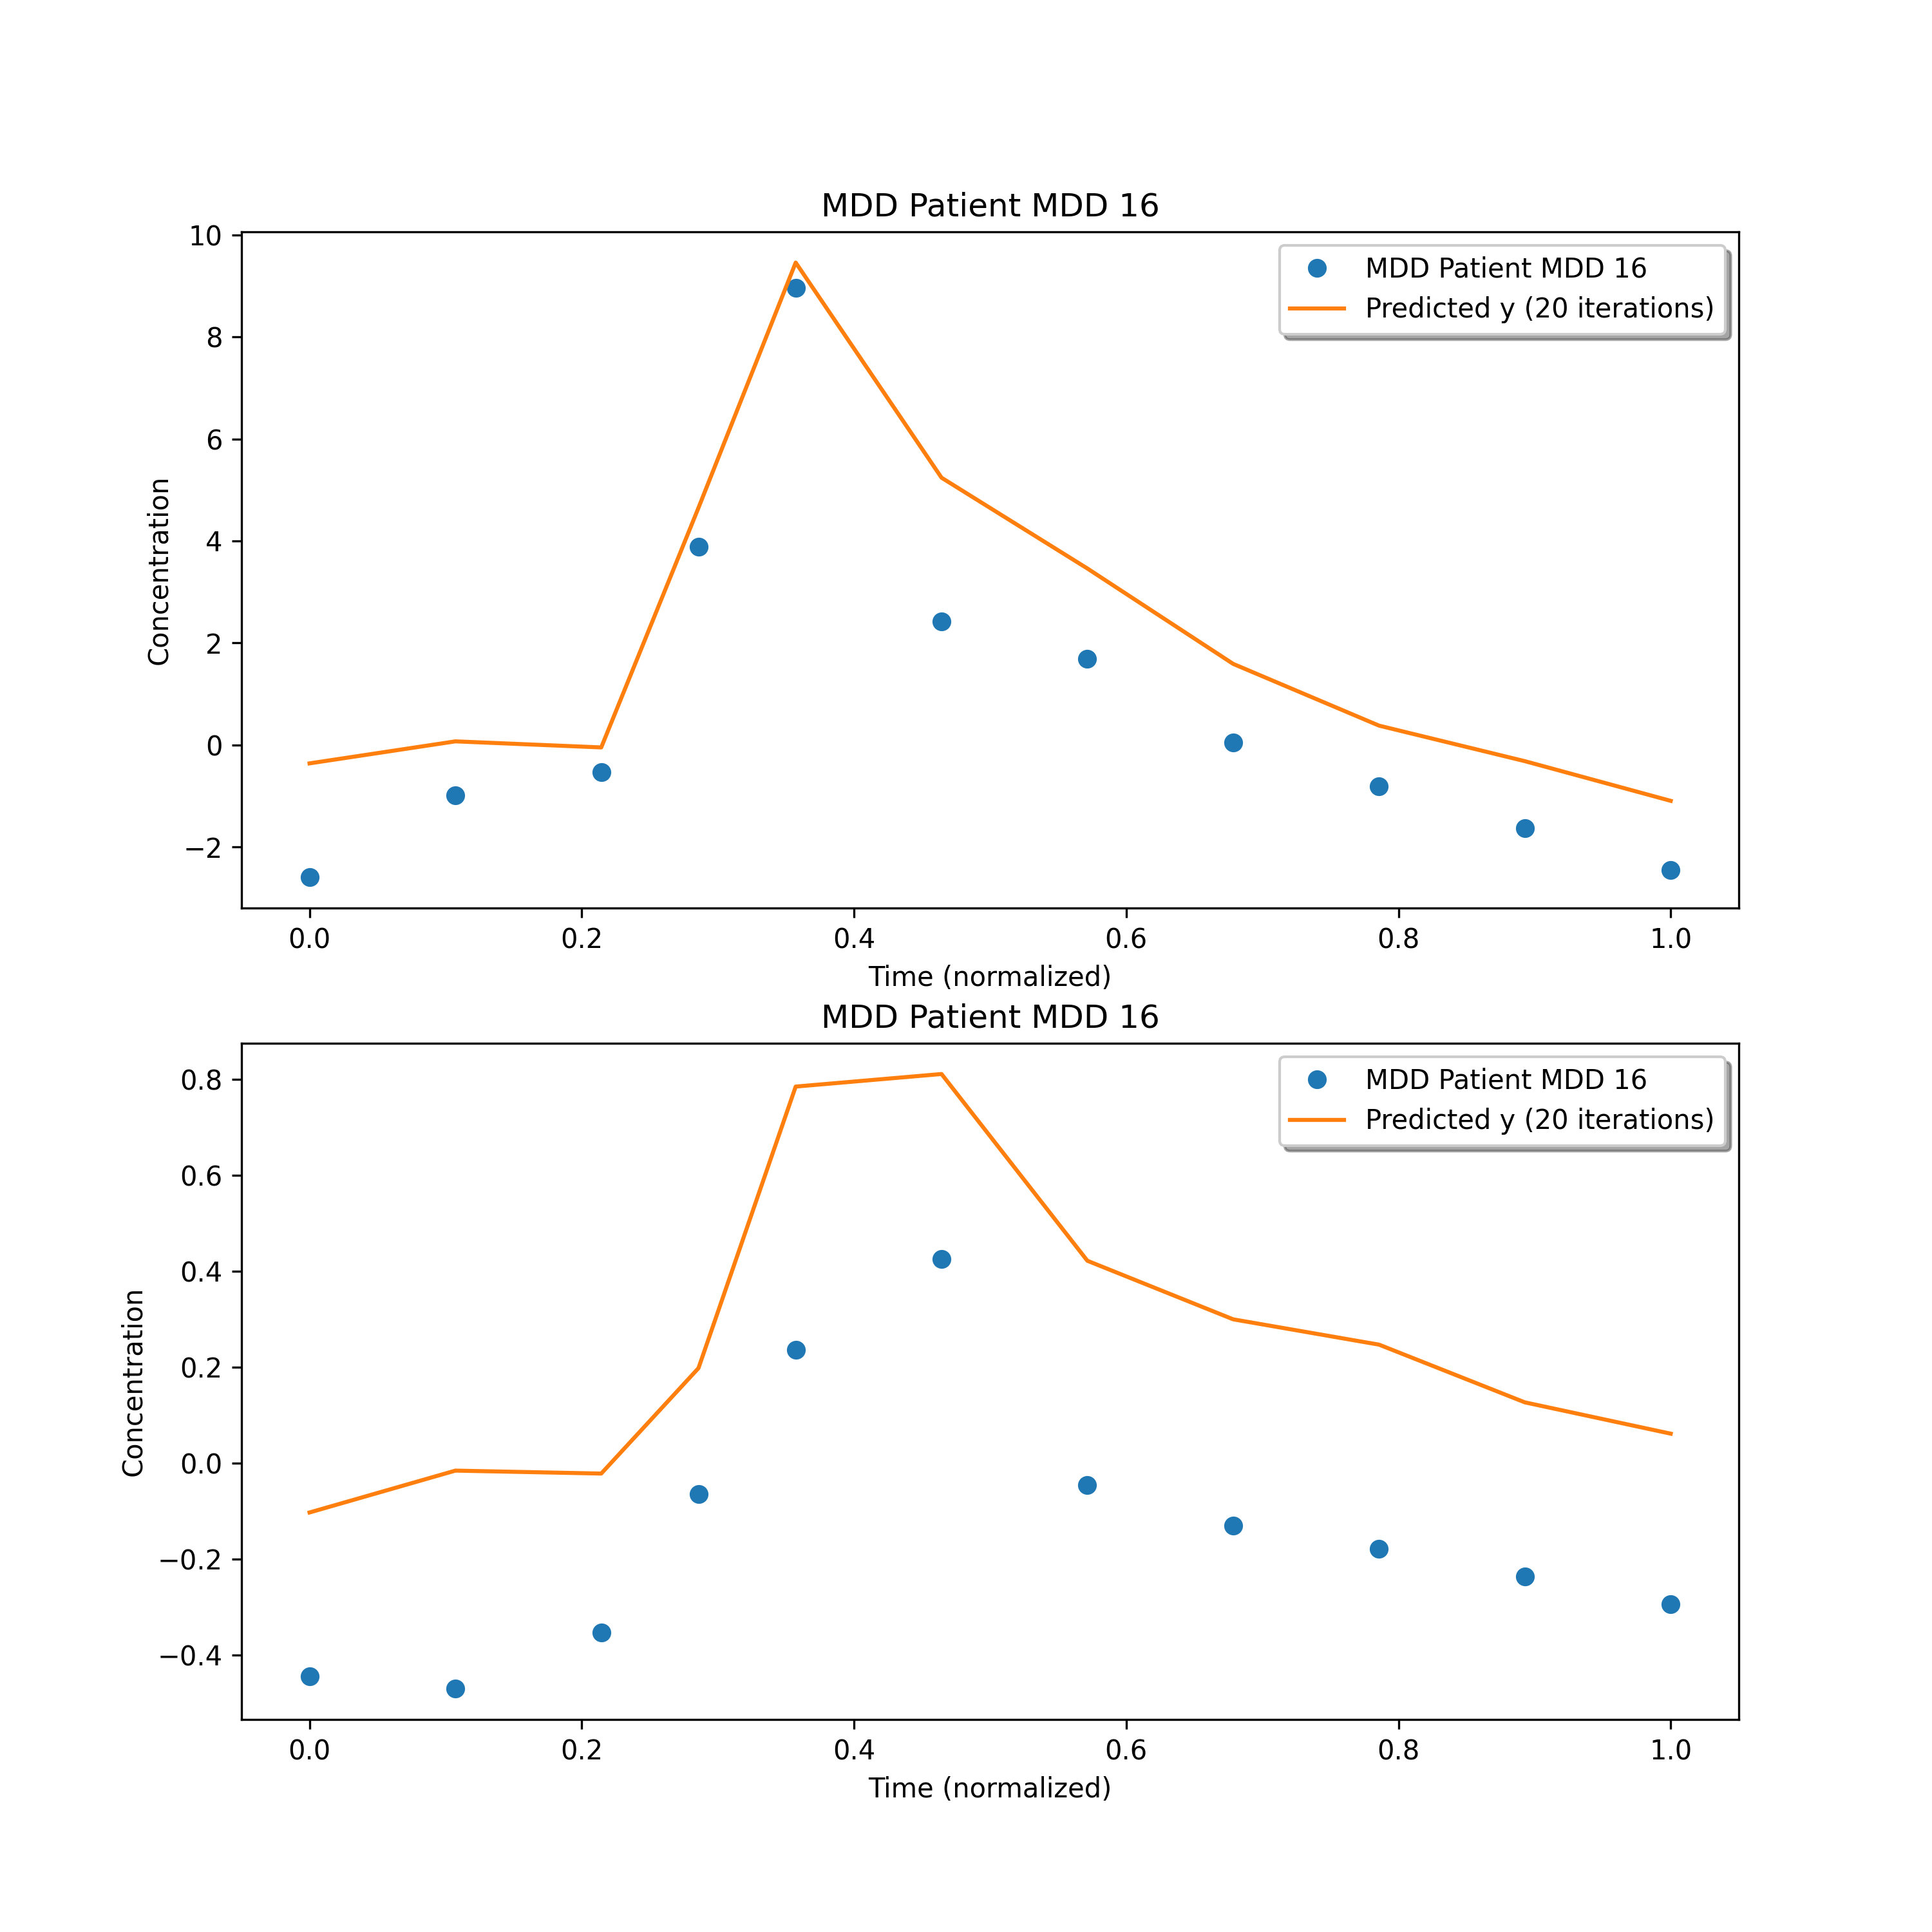 MDD Patient MDD 16
10
8
6
4
2
0
−2
Concentration
MDD Patient MDD 16
Predicted y (20 iterations)
0.0 0.2 0.4 0.6 0.8 1.0
Time (normalized)
MDD Patient MDD 16
0.8
0.6
0.4
0.2
0.0
−0.2
−0.4
Concentration
MDD Patient MDD 16
Predicted y (20 iterations)
0.0 0.2 0.4 0.6 0.8 1.0
Time (normalized)